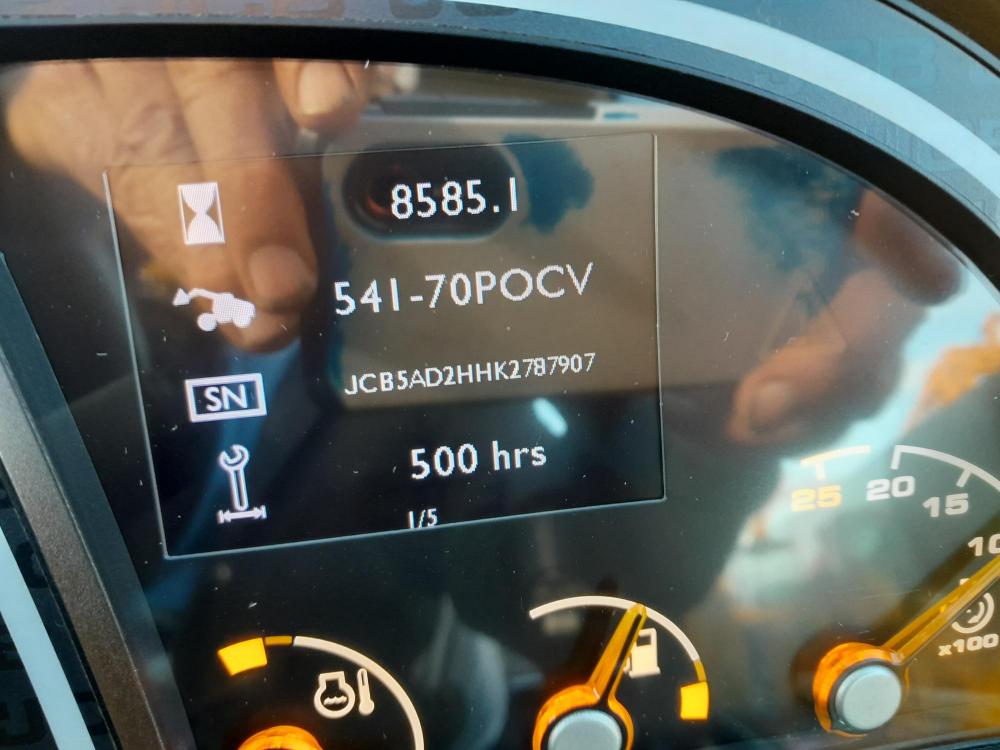 8585.1
541-70POCV
SN JCB5AD2HHK2787907
500 hrs
1/5
25 20 15 10
x100